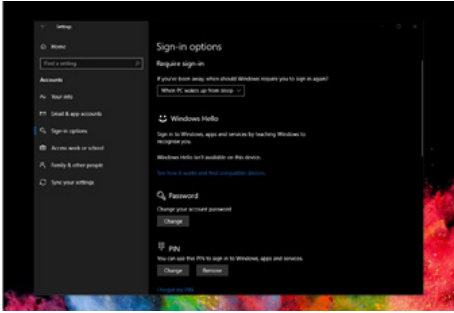 Settings
Home
Find a setting
Accounts
Your info
Email & app accounts
Sign-in options
Access work or school
Family & other people
Sync your settings
Sign-in options
Require sign-in
If you've been away, when should Windows require you to sign in again?
When PC wakes up from sleep
Windows Hello
Sign in to Windows, apps and services by teaching Windows to
recognize you.
Windows Hello isn't available on this device.
See how it works and find compatible devices.
Password
Change your account password
Change
PIN
You can use this PIN to sign in to Windows, apps and services.
Change Remove
I forgot my PIN